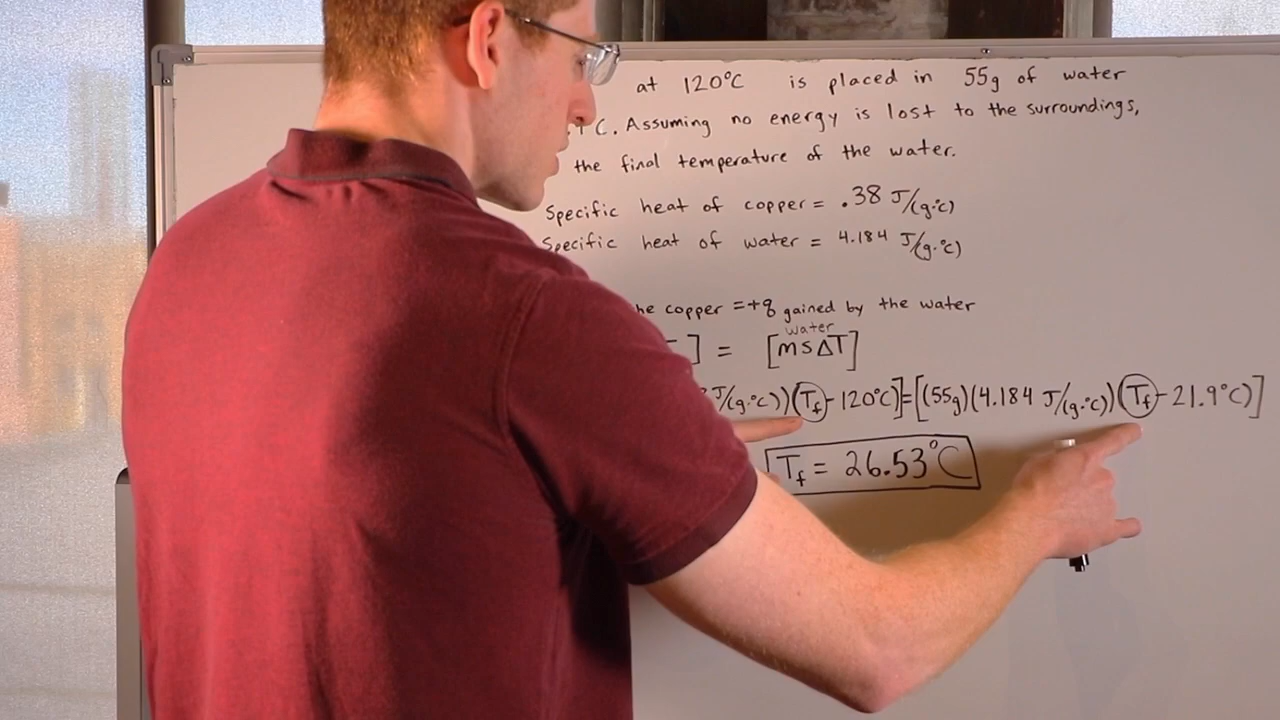 at 120°C is placed in 55g of water
°C. Assuming no energy is lost to the surroundings,
the final temperature of the water.
Specific heat of copper = .38 J/(g·°C)
Specific heat of water = 4.184 J/(g·°C)
the copper = +q gained by the water
water
] = [msΔT]
J/(g·°C))(Tf - 120°C)] = [(55g)(4.184 J/(g·°C))(Tf - 21.9°C)]
Tf = 26.53°C